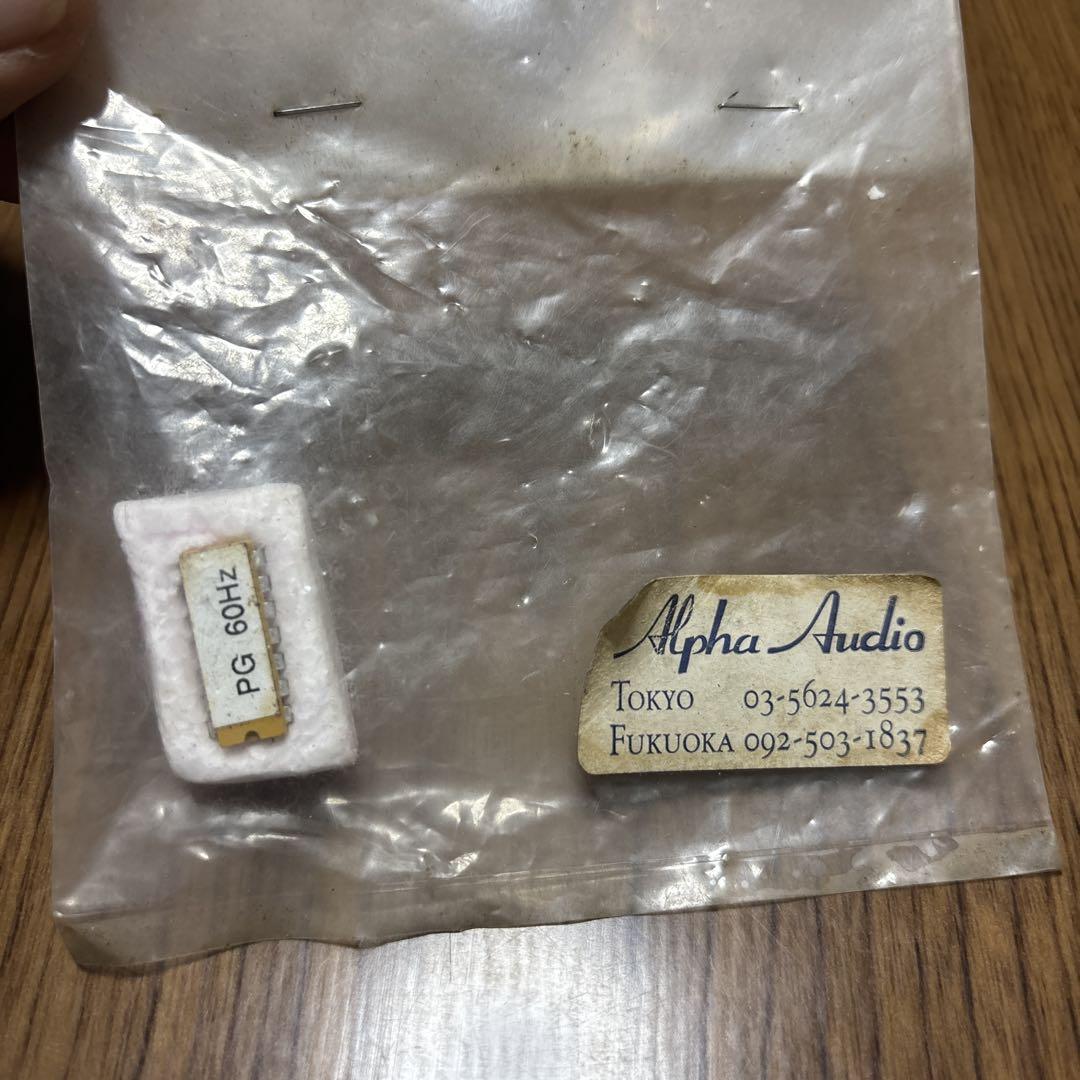 PG 60Hz
Alpha Audio
TOKYO 03-5624-3553
FUKUOKA 092-503-1837